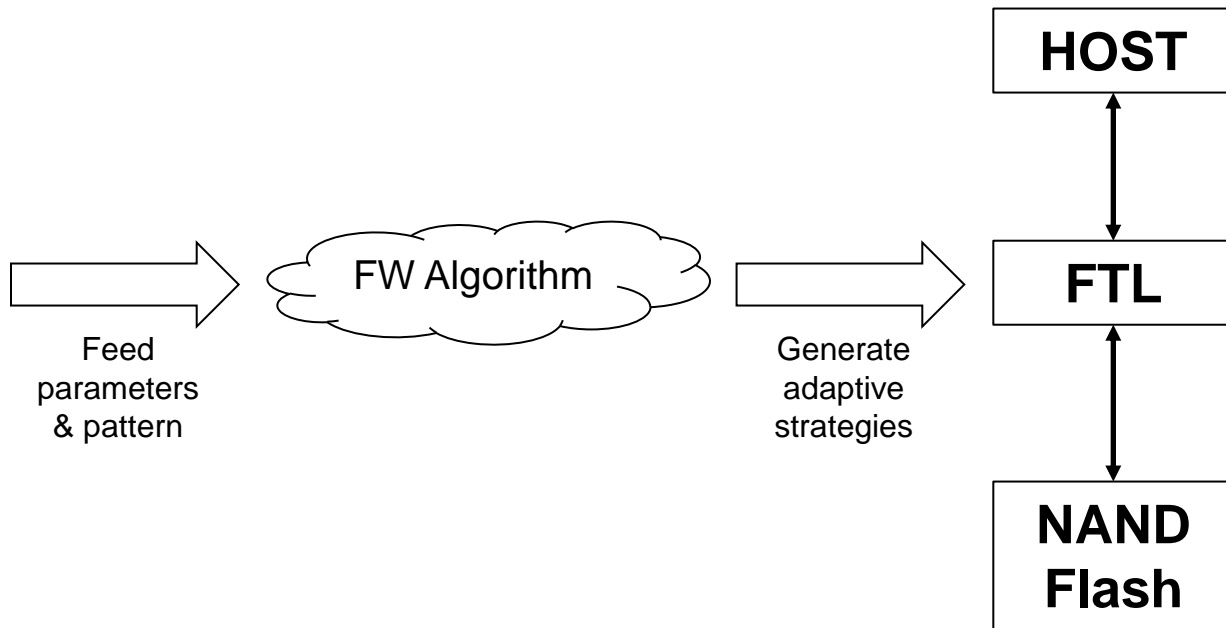 HOST
FW Algorithm
FTL
Feed
parameters
& pattern
Generate
adaptive
strategies
NAND
Flash